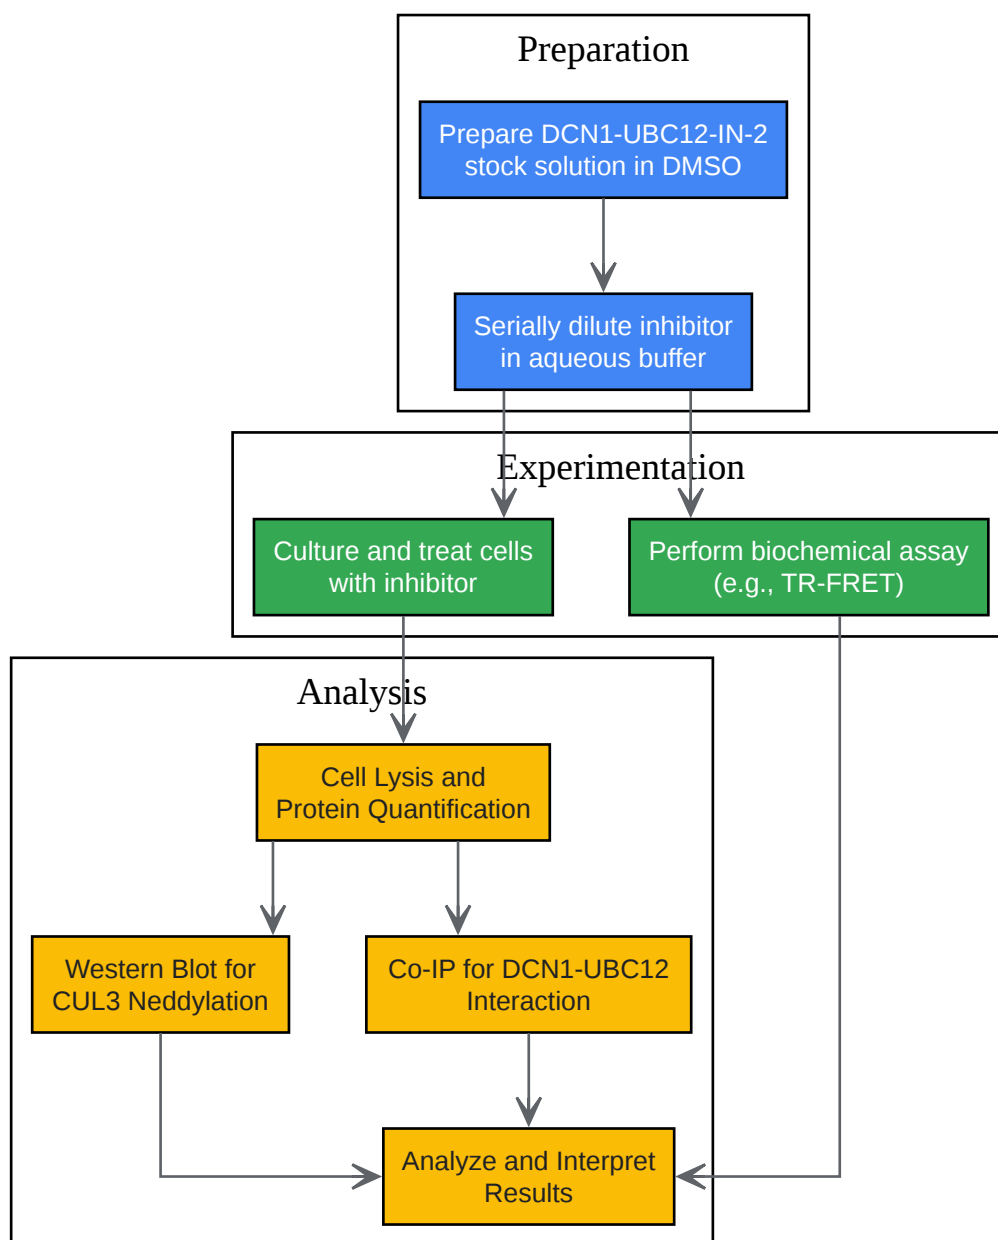 Preparation
Prepare DCN1-UBC12-IN-2
stock solution in DMSO
Serially dilute inhibitor
in aqueous buffer
Experimentation
Culture and treat cells
with inhibitor
Perform biochemical assay
(e.g., TR-FRET)
Analysis
Cell Lysis and
Protein Quantification
Western Blot for
CUL3 Neddylation
Co-IP for DCN1-UBC12
Interaction
Analyze and Interpret
Results